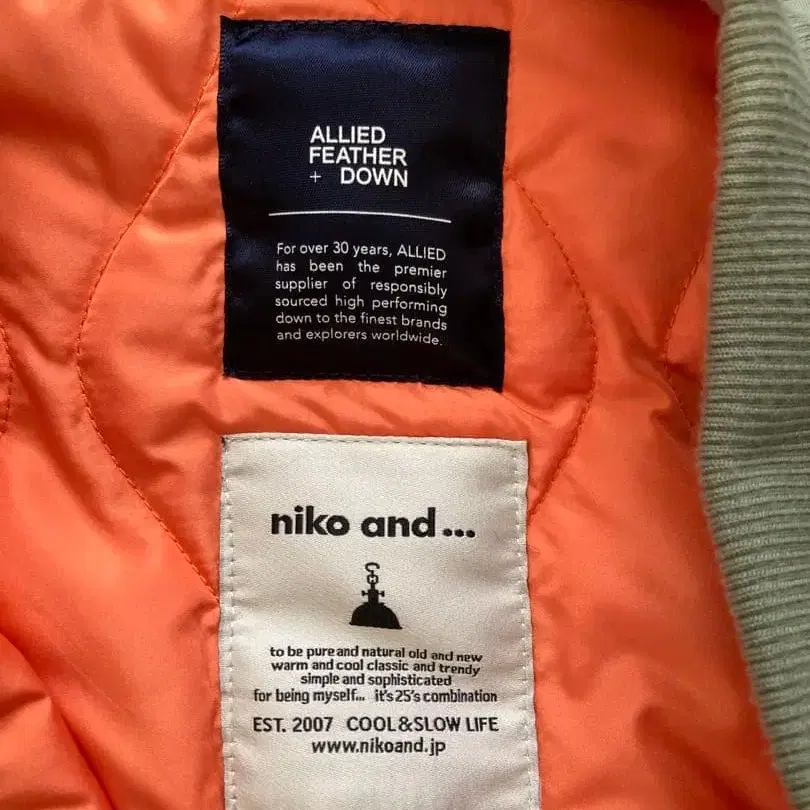 ALLIED
FEATHER
+ DOWN
For over 30 years, ALLIED
has been the premier
supplier of responsibly
sourced high performing
down to the finest brands
and explorers worldwide.
niko and...
to be pure and natural old and new
warm and cool classic and trendy
simple and sophisticated
for being myself... it's 25's combination
EST. 2007 COOL&SLOW LIFE
www.nikoand.jp